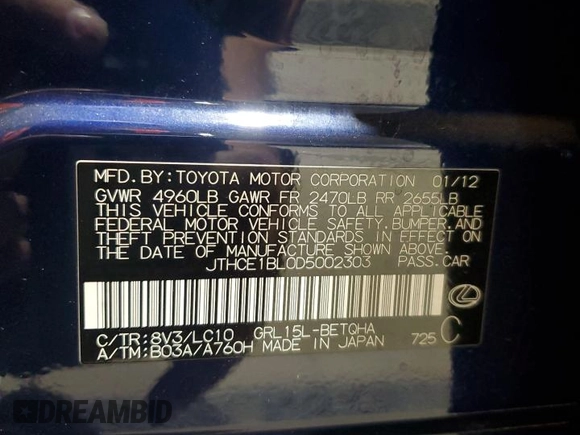 MFD.BY:TOYOTA MOTOR CORPORATION 01/12
GVWR 4960LB GAWR FR 2470LB RR 2655LB
THIS VEHICLE CONFORMS TO ALL APPLICABLE
FEDERAL MOTOR VEHICLE SAFETY,BUMPER,AND
THEFT PREVENTION STANDARDS IN EFFECT ON
THE DATE OF MANUFACTURE SHOWN ABOVE.
JTHCE1BL0D5002303 PASS.CAR
C/TR:8V3/LC10 GRL15L-BETQHA
A/TM:B03A/A760H MADE IN JAPAN 725 C
DREAMBID